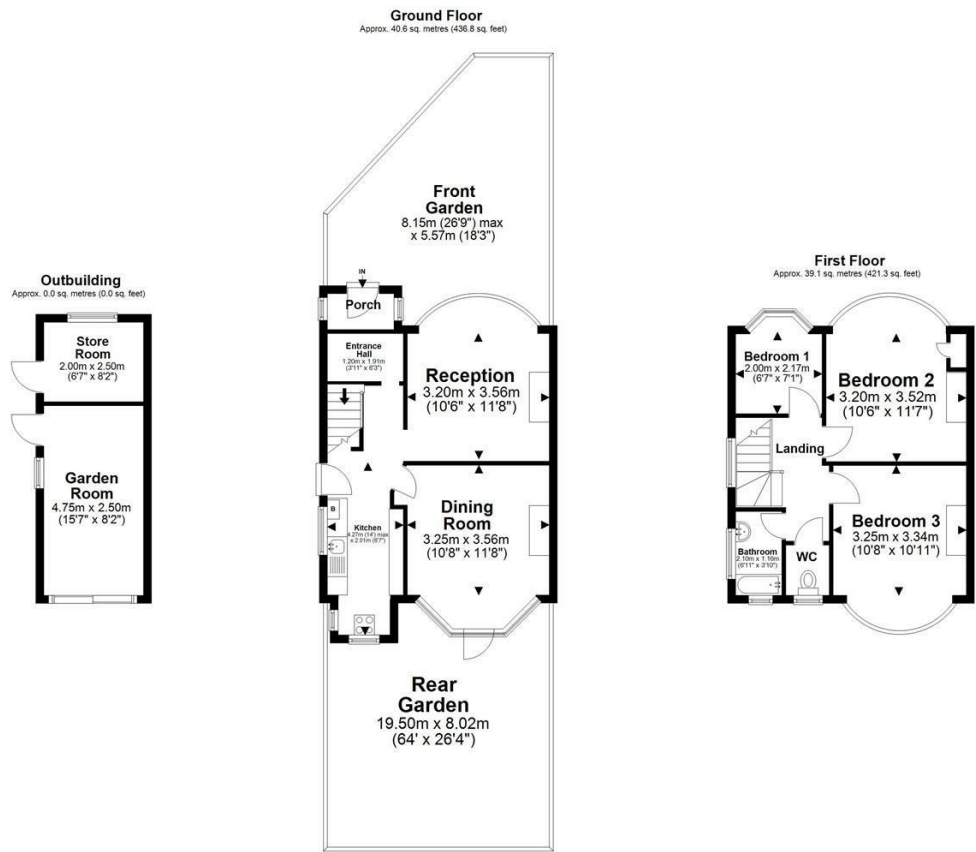 Ground Floor
Approx. 40.6 sq. metres (436.8 sq. feet)
Front
Garden
8.15m (26'9") max
x 5.57m (18'3")
IN
Porch
Entrance
Hall
1.20m x 1.91m
(3'11" x 6'3")
Reception
3.20m x 3.56m
(10'6" x 11'8")
Dining
Room
3.25m x 3.56m
(10'8" x 11'8")
B
Kitchen
4.27m (14') max
x 2.01m (6'7")
Rear
Garden
19.50m x 8.02m
(64' x 26'4")
Outbuilding
Approx. 0.0 sq. metres (0.0 sq. feet)
Store
Room
2.00m x 2.50m
(6'7" x 8'2")
Garden
Room
4.75m x 2.50m
(15'7" x 8'2")
First Floor
Approx. 39.1 sq. metres (421.3 sq. feet)
Bedroom 1
2.00m x 2.17m
(6'7" x 7'1")
Bedroom 2
3.20m x 3.52m
(10'6" x 11'7")
Landing
Bedroom 3
3.25m x 3.34m
(10'8" x 10'11")
Bathroom
2.10m x 1.16m
(6'11" x 3'10")
WC